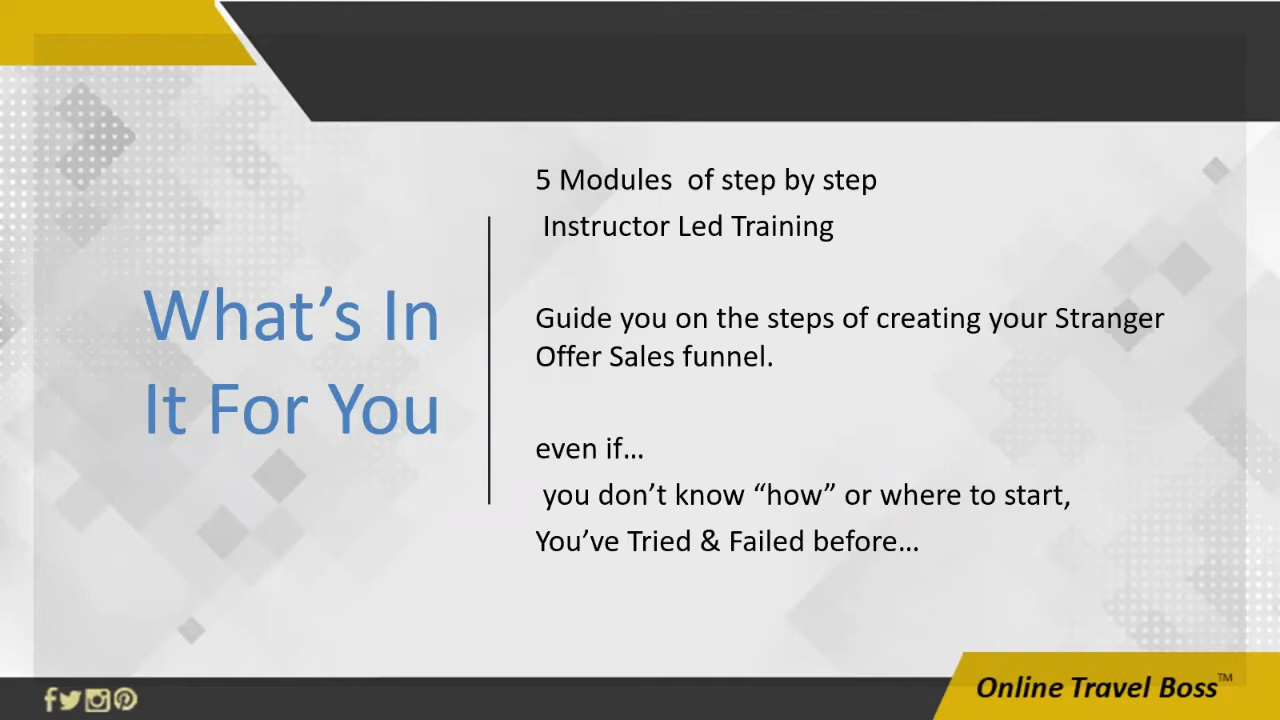 What's In
It For You
5 Modules  of step by step
Instructor Led Training
Guide you on the steps of creating your Stranger
Offer Sales funnel.
even if...
you don't know “how” or where to start,
You've Tried & Failed before...
Online Travel Boss™